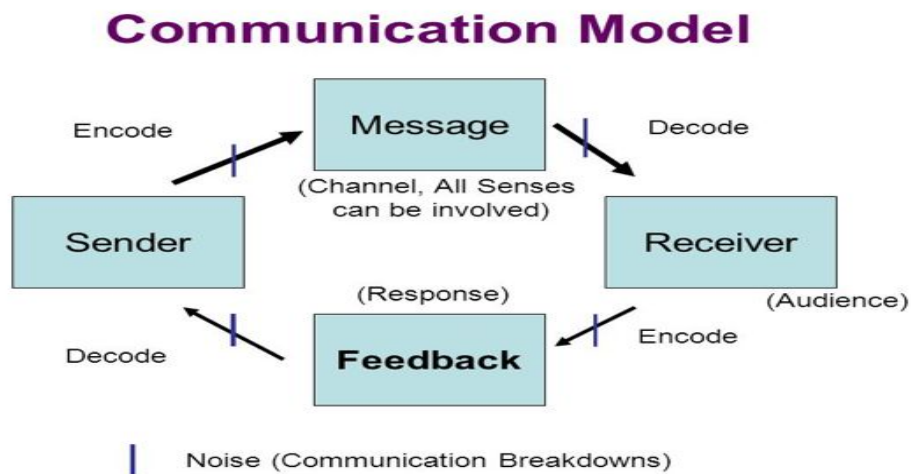 Communication Model
Encode
Message
Decode
(Channel, All Senses
can be involved)
Sender
Receiver
(Response)
(Audience)
Decode
Feedback
Encode
Noise (Communication Breakdowns)